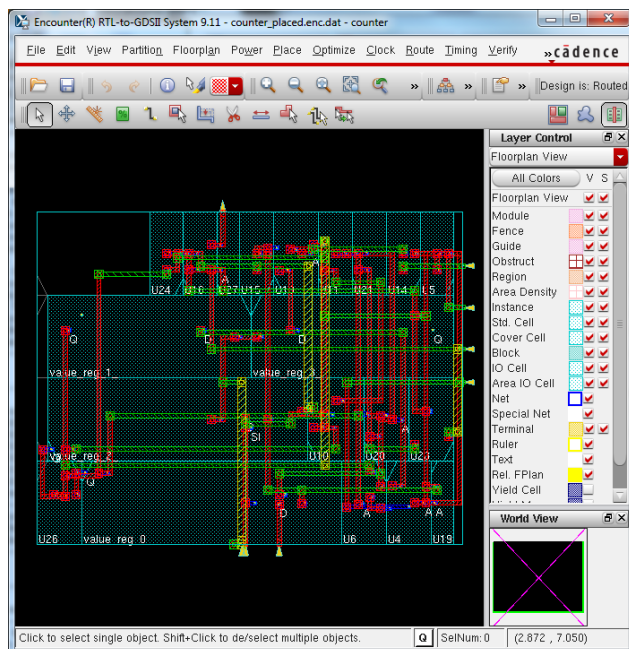 Encounter(R) RTL-to-GDSII System 9.11 - counter_placed.enc.dat - counter
File Edit View Partition Floorplan Power Place Optimize Clock Route Timing Verify » cādence
» » » Design is: Routed
Layer Control
Floorplan View
All Colors V S
Floorplan View
Module
Fence
Guide
Obstruct
Region
Area Density
Instance
Std. Cell
Cover Cell
Block
IO Cell
Area IO Cell
Net
Special Net
Terminal
Ruler
Text
Rel. FPlan
Yield Cell
A
U24 U16 U27 U15 U13 U11 U21 U14 U5
A
Q D D Q
value_reg_1_ value_reg_3_
A
SI
value_reg_2_ U10 U20 U23
Q
D A A A
U26 value_reg_0 U6 U4 U19
World View
Click to select single object. Shift+Click to de/select multiple objects. Q SelNum: 0 (2.872 , 7.050)